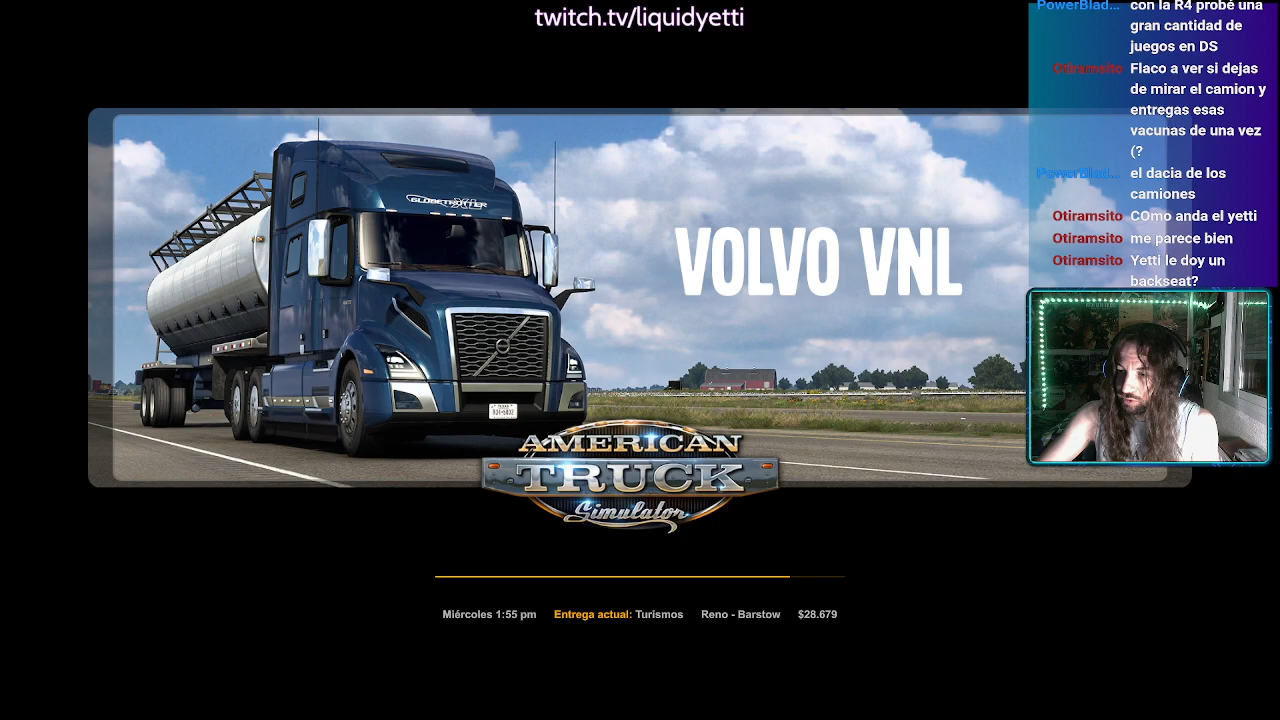 twitch.tv/liquidyetti
PowerBlad... con la R4 probé una
gran cantidad de
juegos en DS
Otiramsito Flaco a ver si dejas
de mirar el camion y
entregas esas
vacunas de una vez
(?
PowerBlad... el dacia de los
camiones
Otiramsito COmo anda el yetti
Otiramsito me parece bien
Otiramsito Yetti le doy un
backseat?
GLOBETROTTER
VOLVO VNL
TEXAS
AMERICAN
TRUCK
Simulator
Miércoles 1:55 pm Entrega actual: Turismos Reno - Barstow $28.679